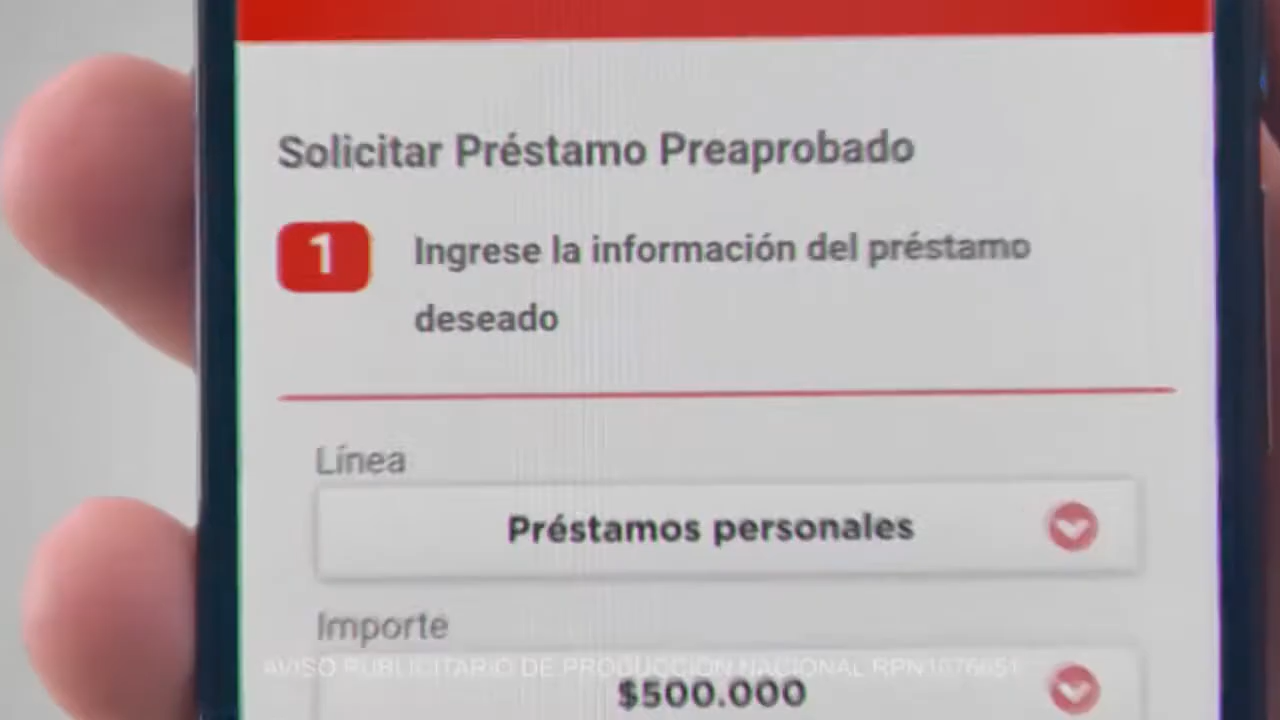 Solicitar Préstamo Preaprobado
1
Ingrese la información del préstamo
deseado
Línea
Préstamos personales
Importe
AVISO PUBLICITARIO DE PRODUCCIÓN NACIONAL
$500.000